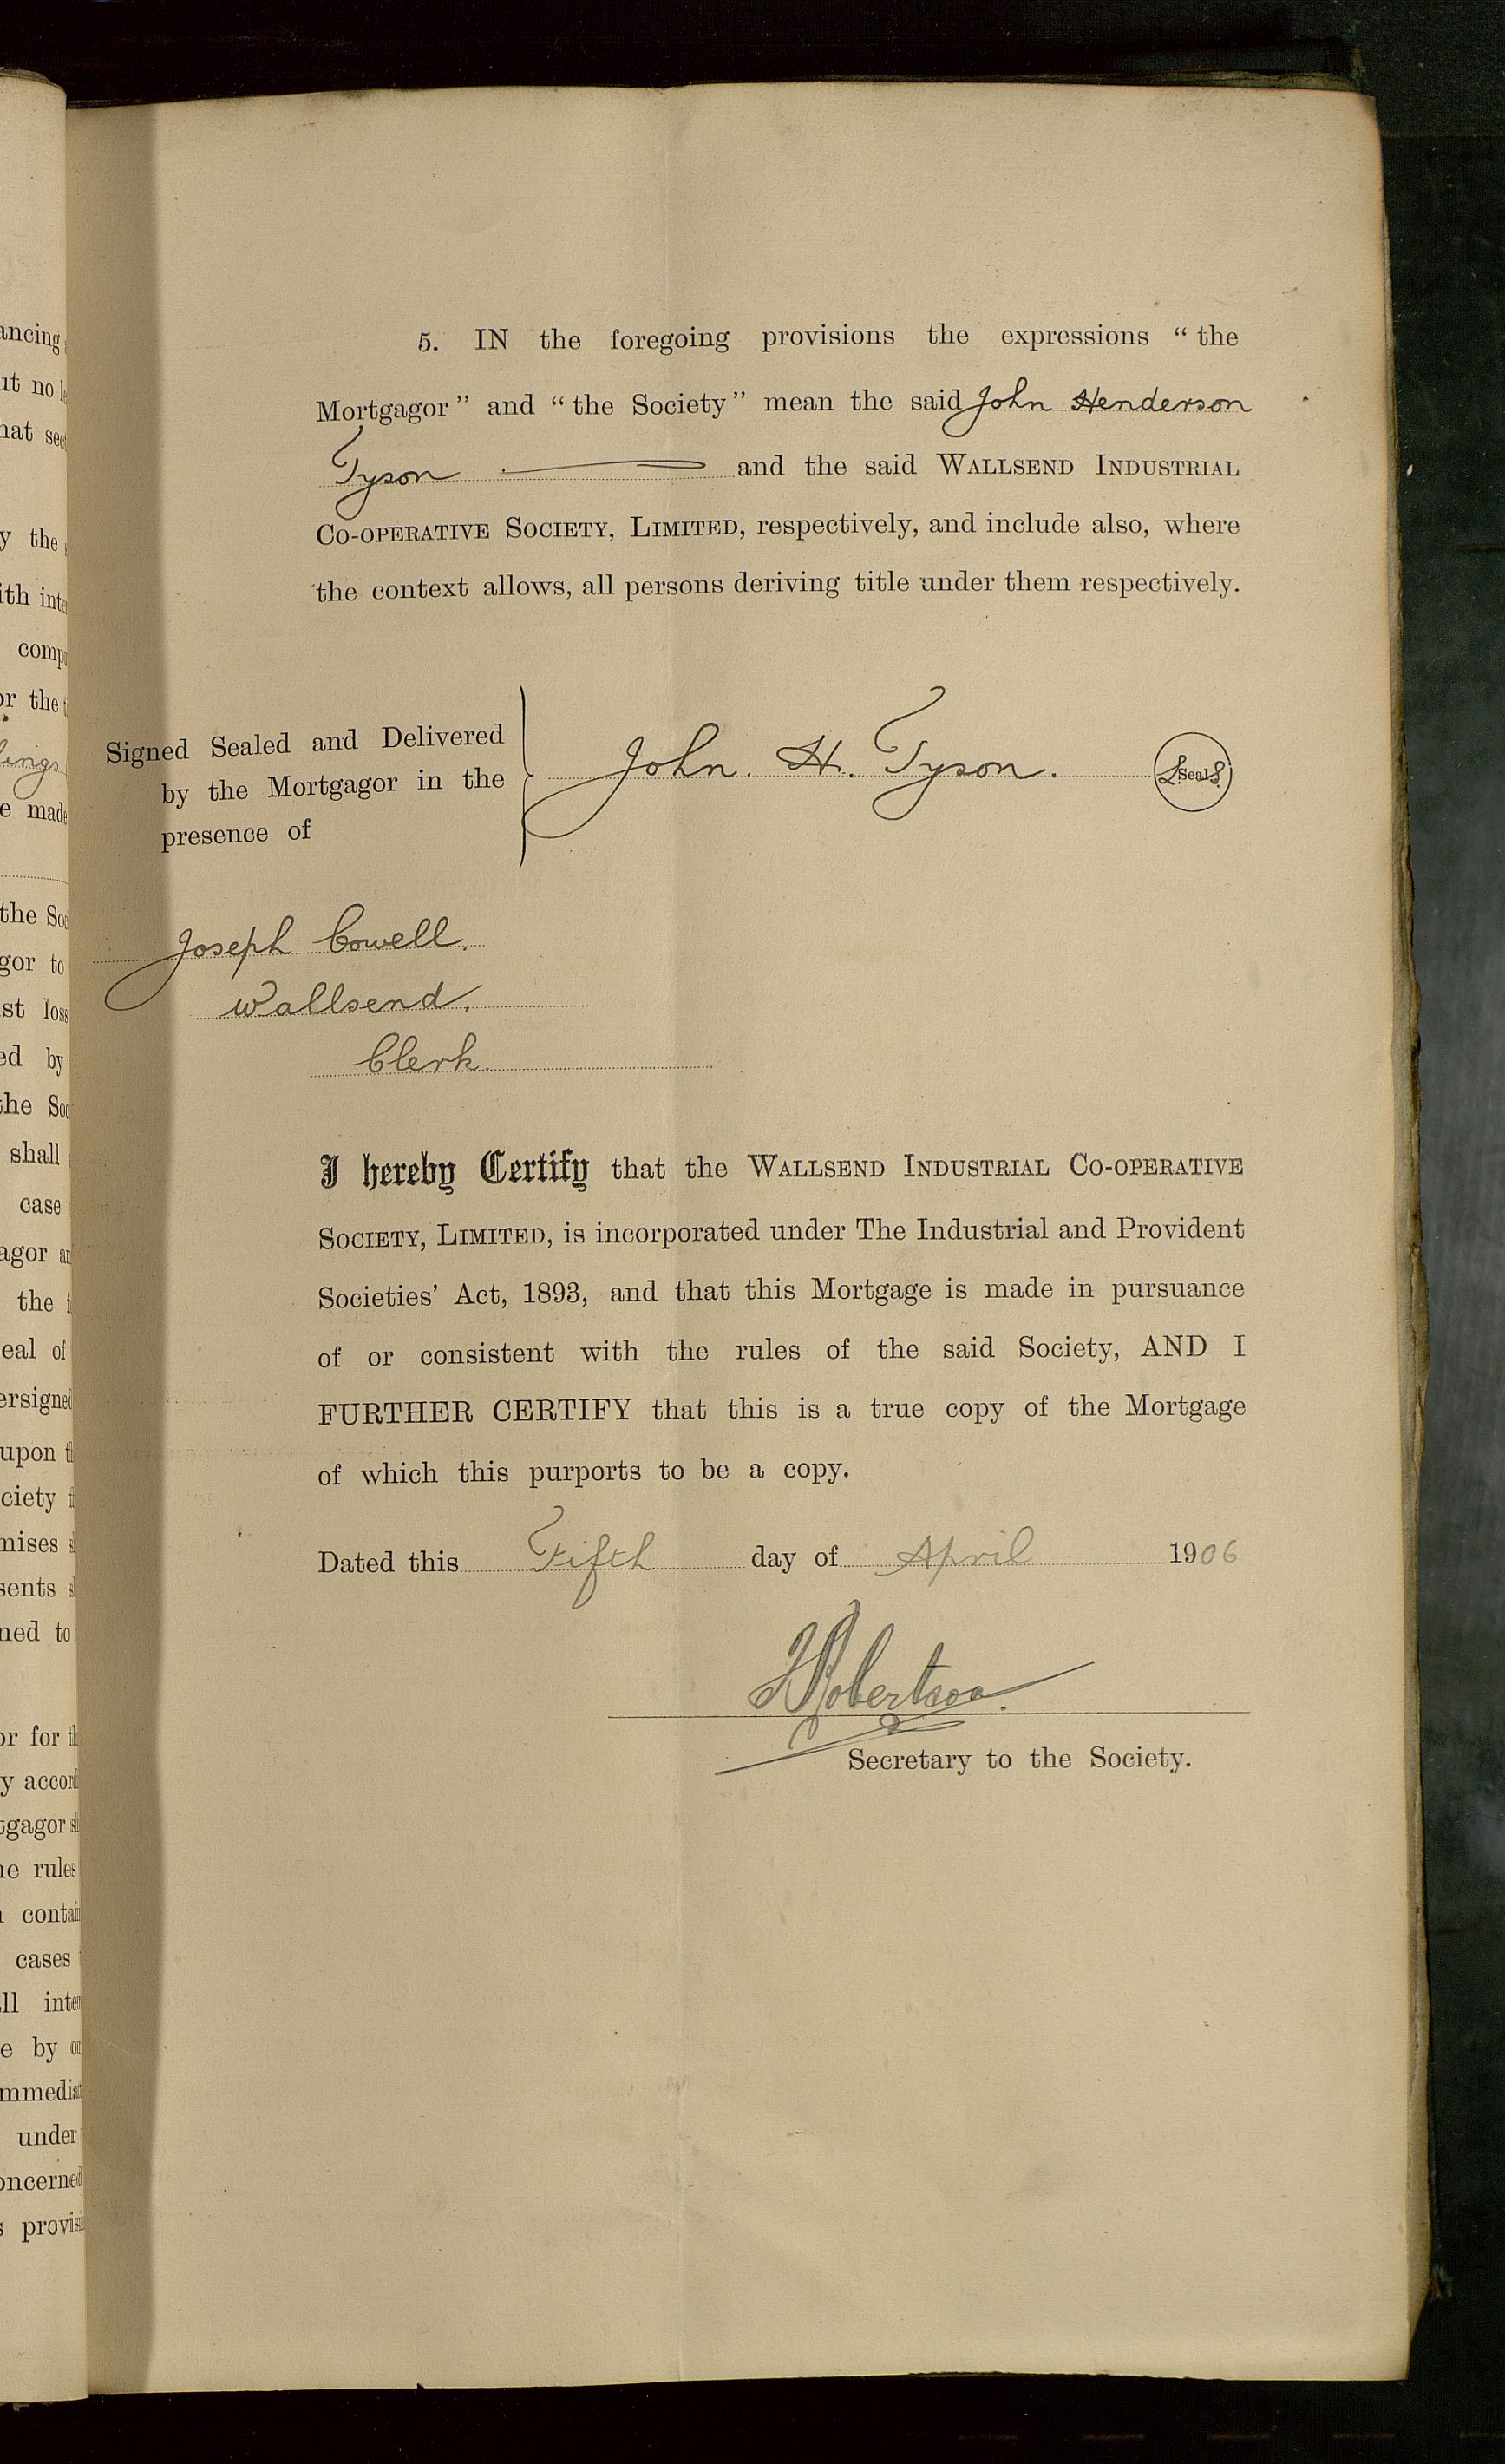 5. IN the foregoing provisions the expressions “ the
Mortgagor ” and “ the Society ” mean the said John Henderson
Tyson and the said WALLSEND INDUSTRIAL
CO-OPERATIVE SOCIETY, LIMITED, respectively, and include also, where
the context allows, all persons deriving title under them respectively.
Signed Sealed and Delivered
by the Mortgagor in the
presence of
John. H. Tyson.
Seal
Joseph Cowell.
Wallsend.
Clerk.
I hereby Certify that the WALLSEND INDUSTRIAL CO-OPERATIVE
SOCIETY, LIMITED, is incorporated under The Industrial and Provident
Societies’ Act, 1893, and that this Mortgage is made in pursuance
of or consistent with the rules of the said Society, AND I
FURTHER CERTIFY that this is a true copy of the Mortgage
of which this purports to be a copy.
Dated this Fifth day of April 1906
Robertson.
Secretary to the Society.